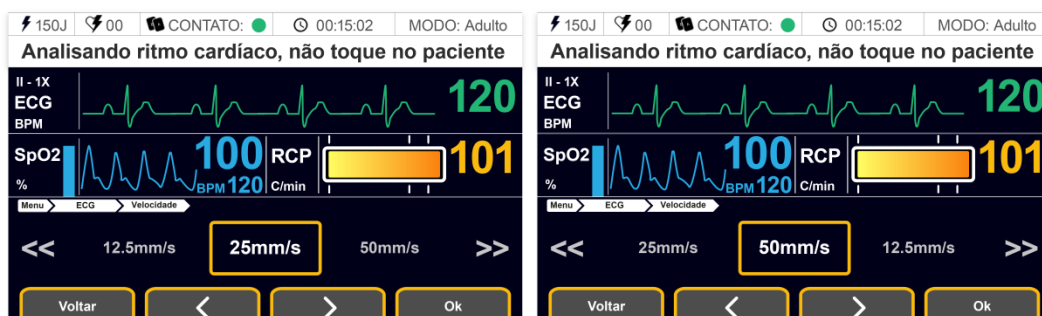 150J 00 CONTATO: 00:15:02 MODO: Adulto
Analisando ritmo cardíaco, não toque no paciente
II - 1X
ECG
BPM
120
SpO2
%
100
BPM 120
RCP
C/min
101
Menu ECG Velocidade
<< 12.5mm/s 25mm/s 50mm/s >>
Voltar < > Ok
150J 00 CONTATO: 00:15:02 MODO: Adulto
Analisando ritmo cardíaco, não toque no paciente
II - 1X
ECG
BPM
120
SpO2
%
100
BPM 120
RCP
C/min
101
Menu ECG Velocidade
<< 25mm/s 50mm/s 12.5mm/s >>
Voltar < > Ok